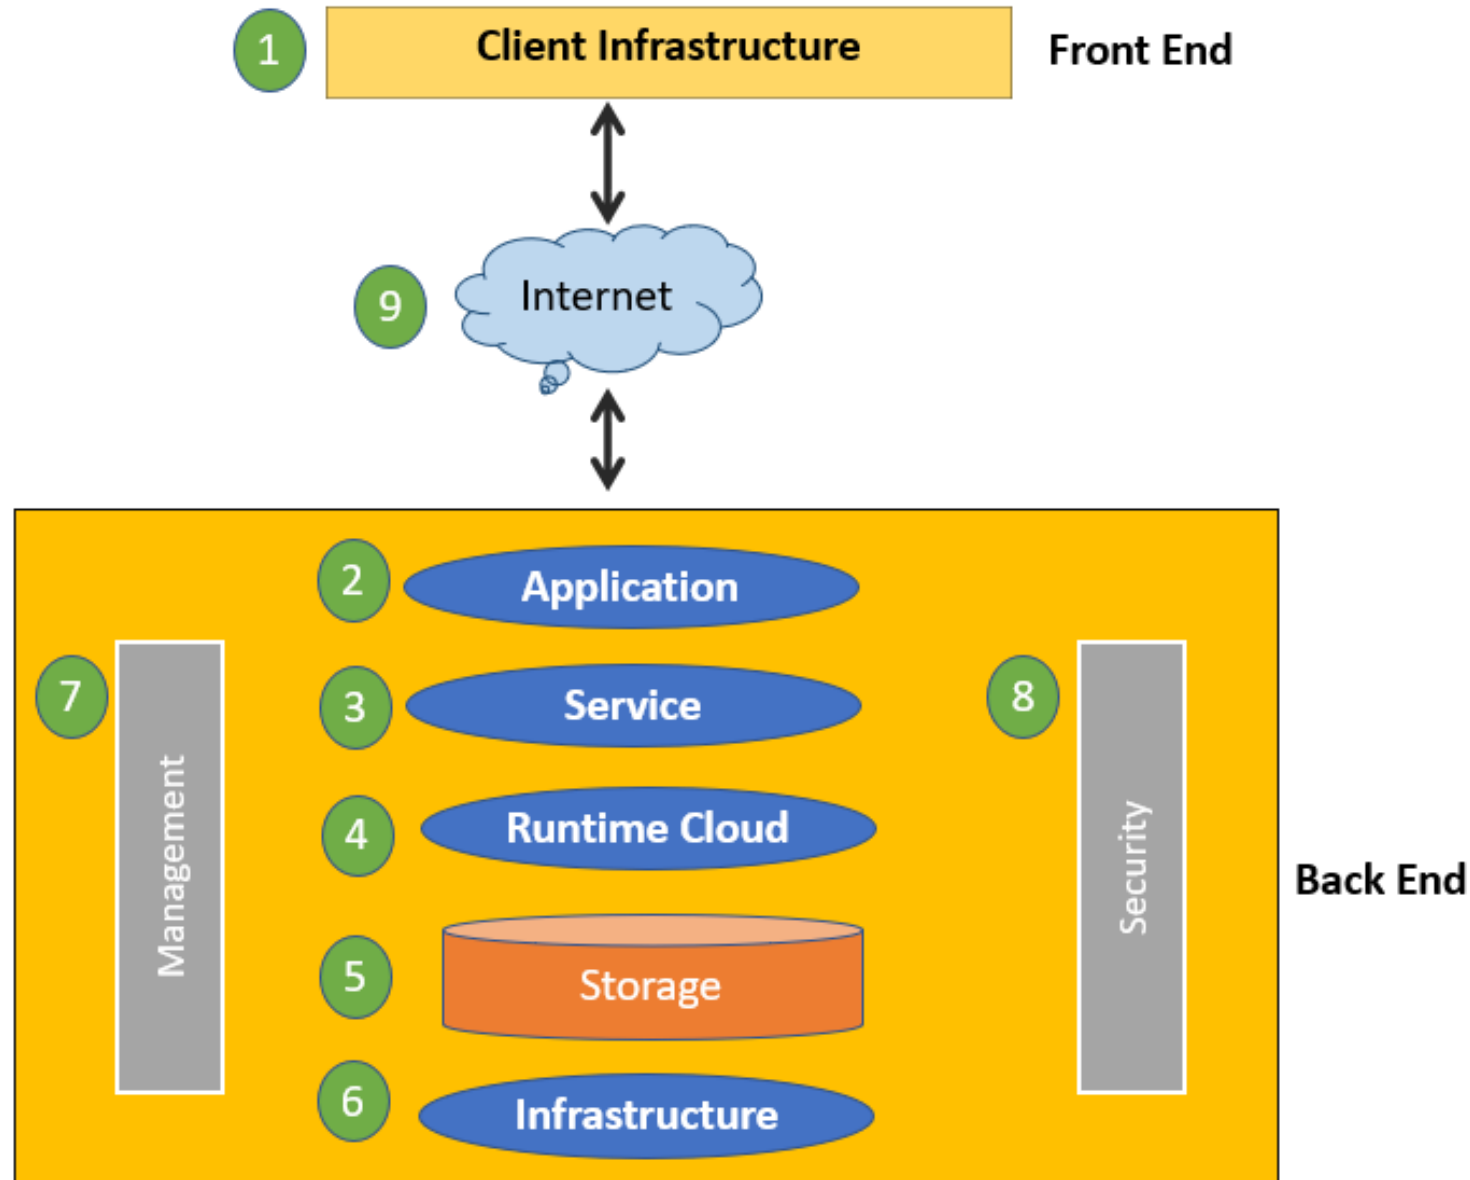 1
Client Infrastructure
Front End
9
Internet
2
Application
7
Management
3
Service
8
Security
4
Runtime Cloud
Back End
5
Storage
6
Infrastructure